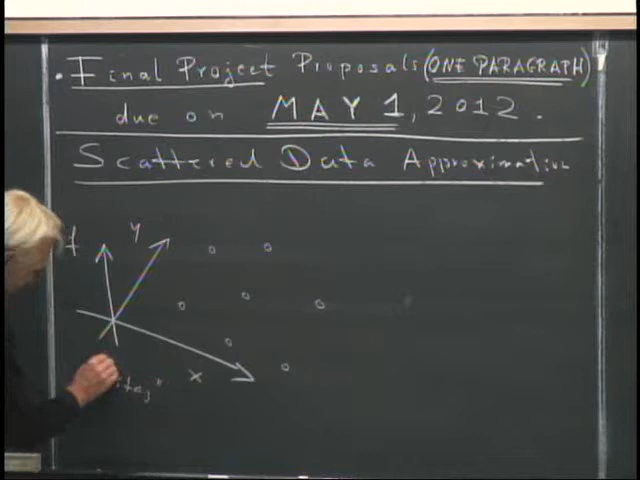 . Final Project Proposals (ONE PARAGRAPH)
due on MAY 1, 2012.
Scattered Data Approximation
f y
x